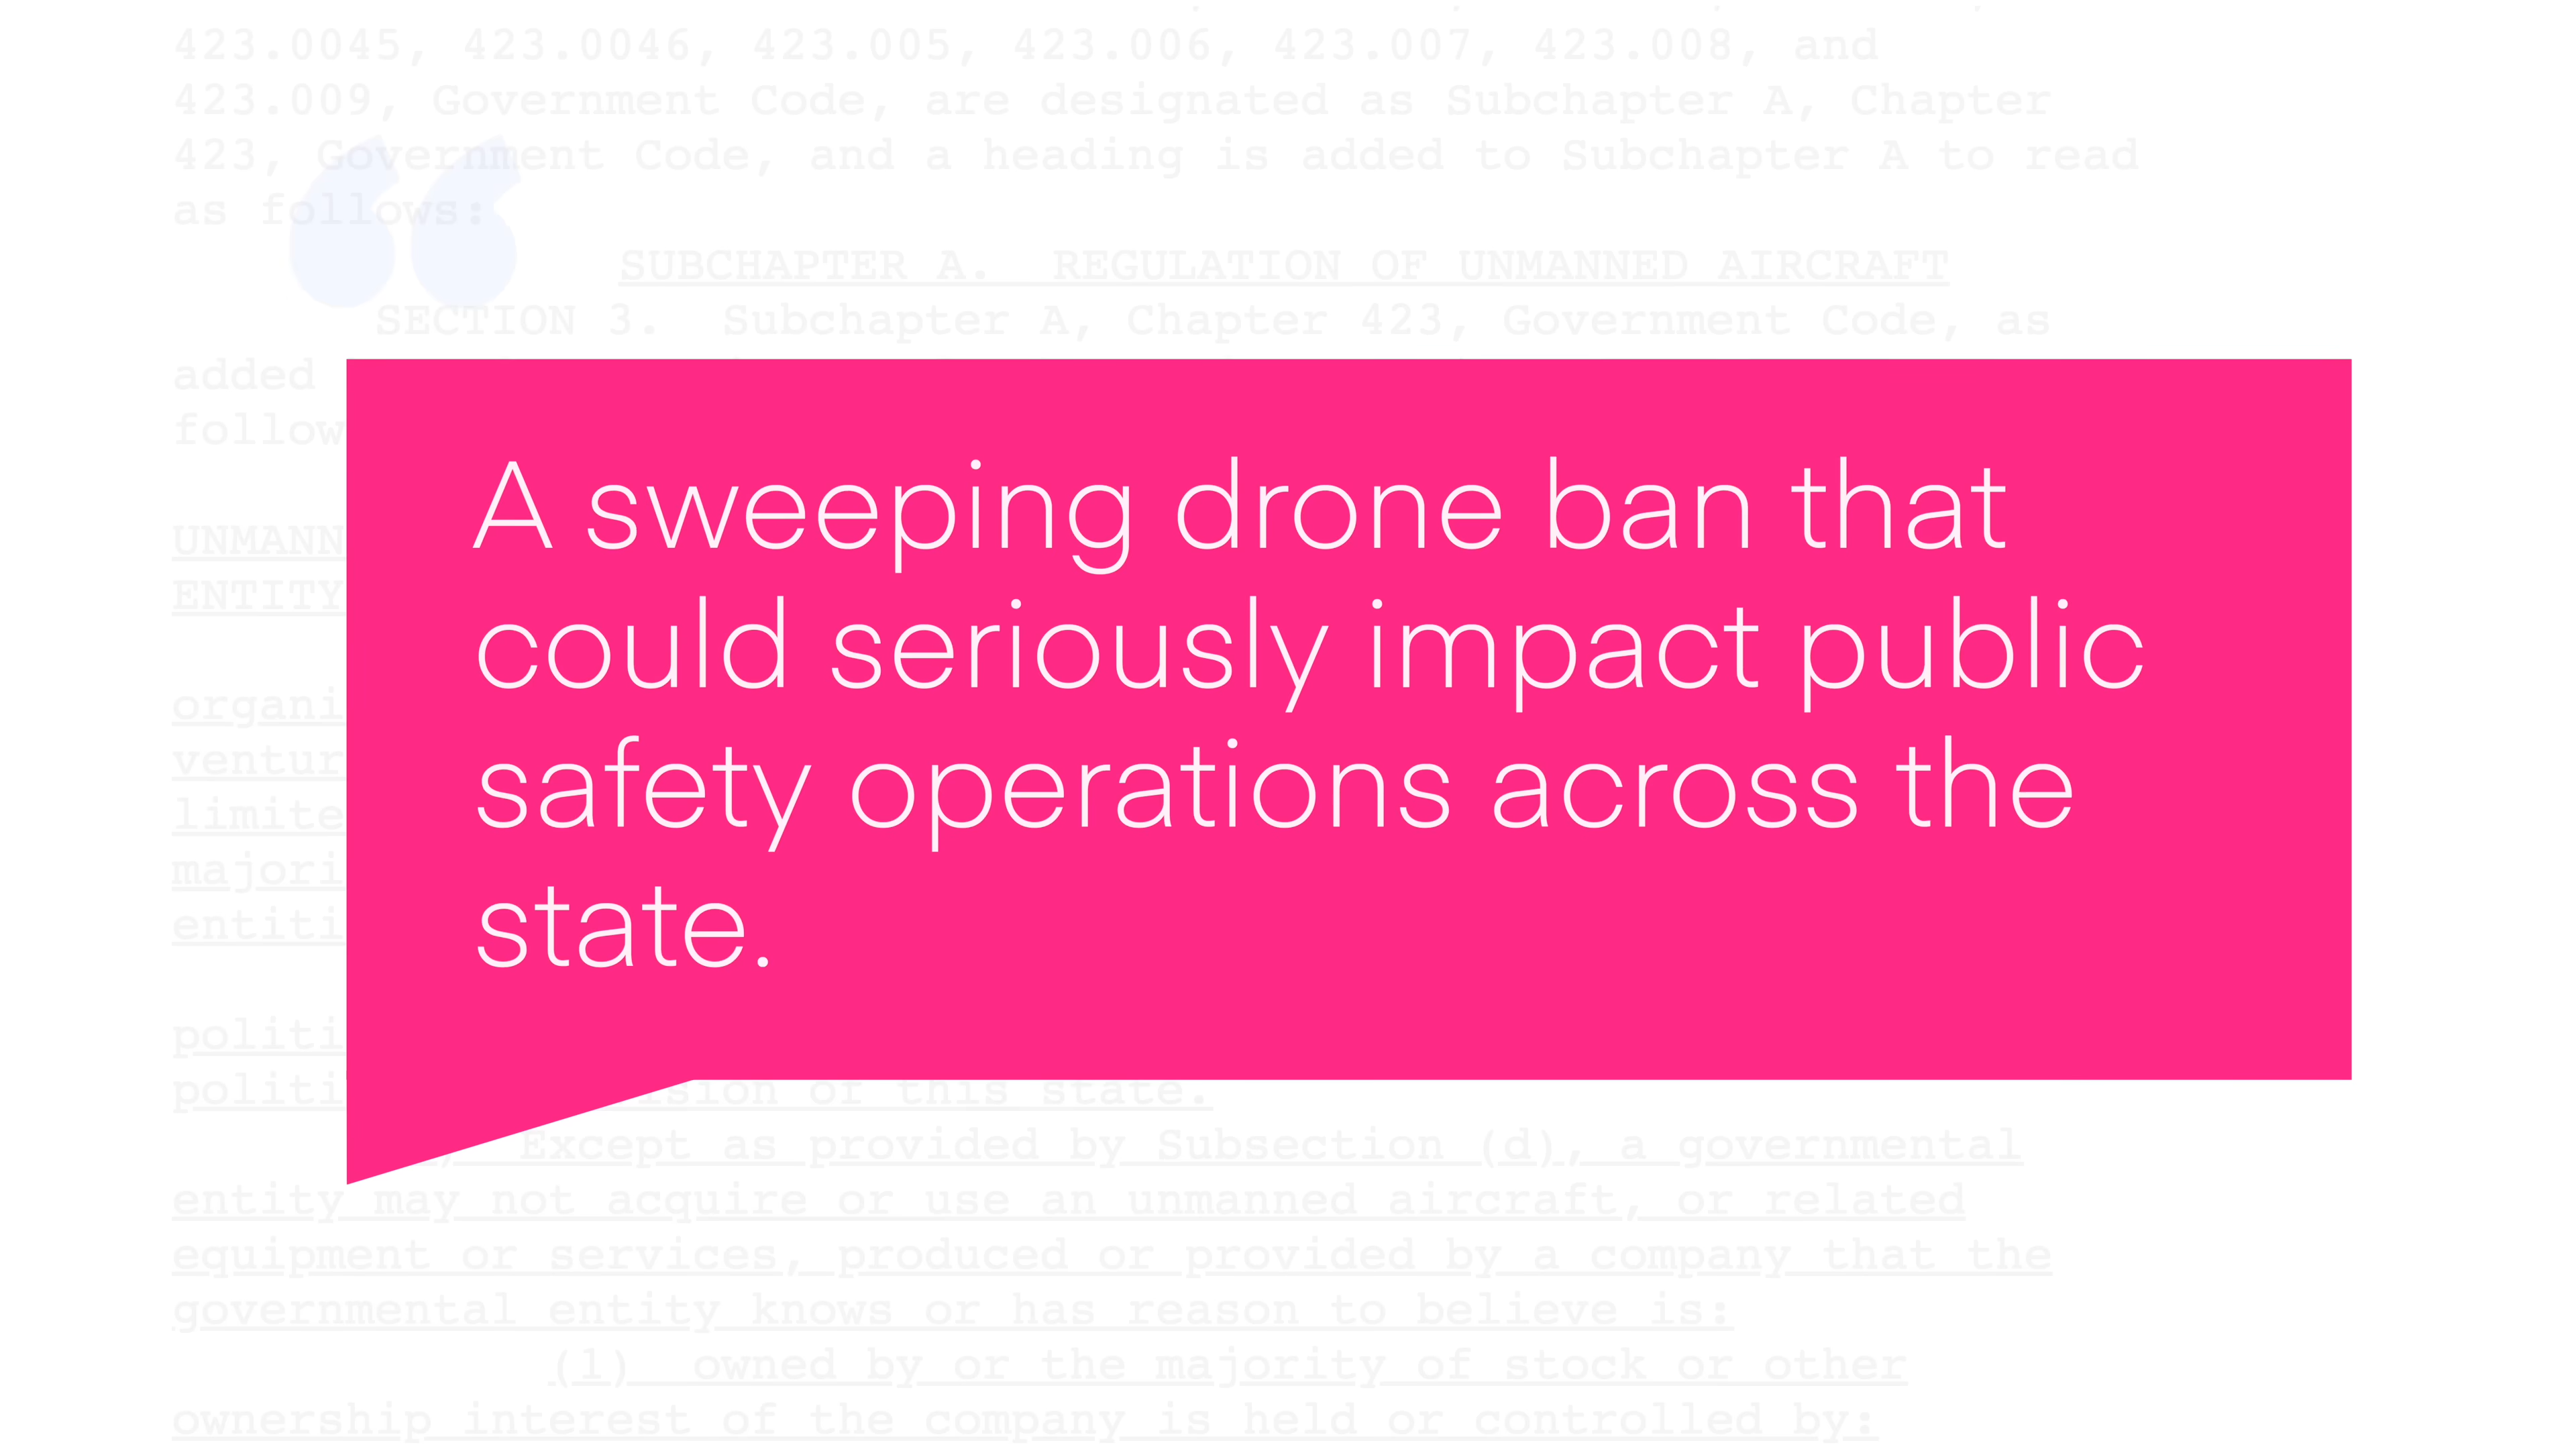 423.0045, 423.0046, 423.005, 423.006, 423.007, 423.008, and
423.009, Government Code, are designated as Subchapter A, Chapter
423, Government Code, and a heading is added to Subchapter A to read
as follows:
SUBCHAPTER A. REGULATION OF UNMANNED AIRCRAFT
SECTION 3. Subchapter A, Chapter 423, Government Code, as
added
follow
“
A sweeping drone ban that
could seriously impact public
safety operations across the
state.
UNMANN
ENTITY
organi
ventur
limite
majori
entiti
politi
politi sion of this state.
Except as provided by Subsection (d), a governmental
entity may not acquire or use an unmanned aircraft, or related
equipment or services, produced or provided by a company that the
governmental entity knows or has reason to believe is:
(1) owned by or the majority of stock or other
ownership interest of the company is held or controlled by: